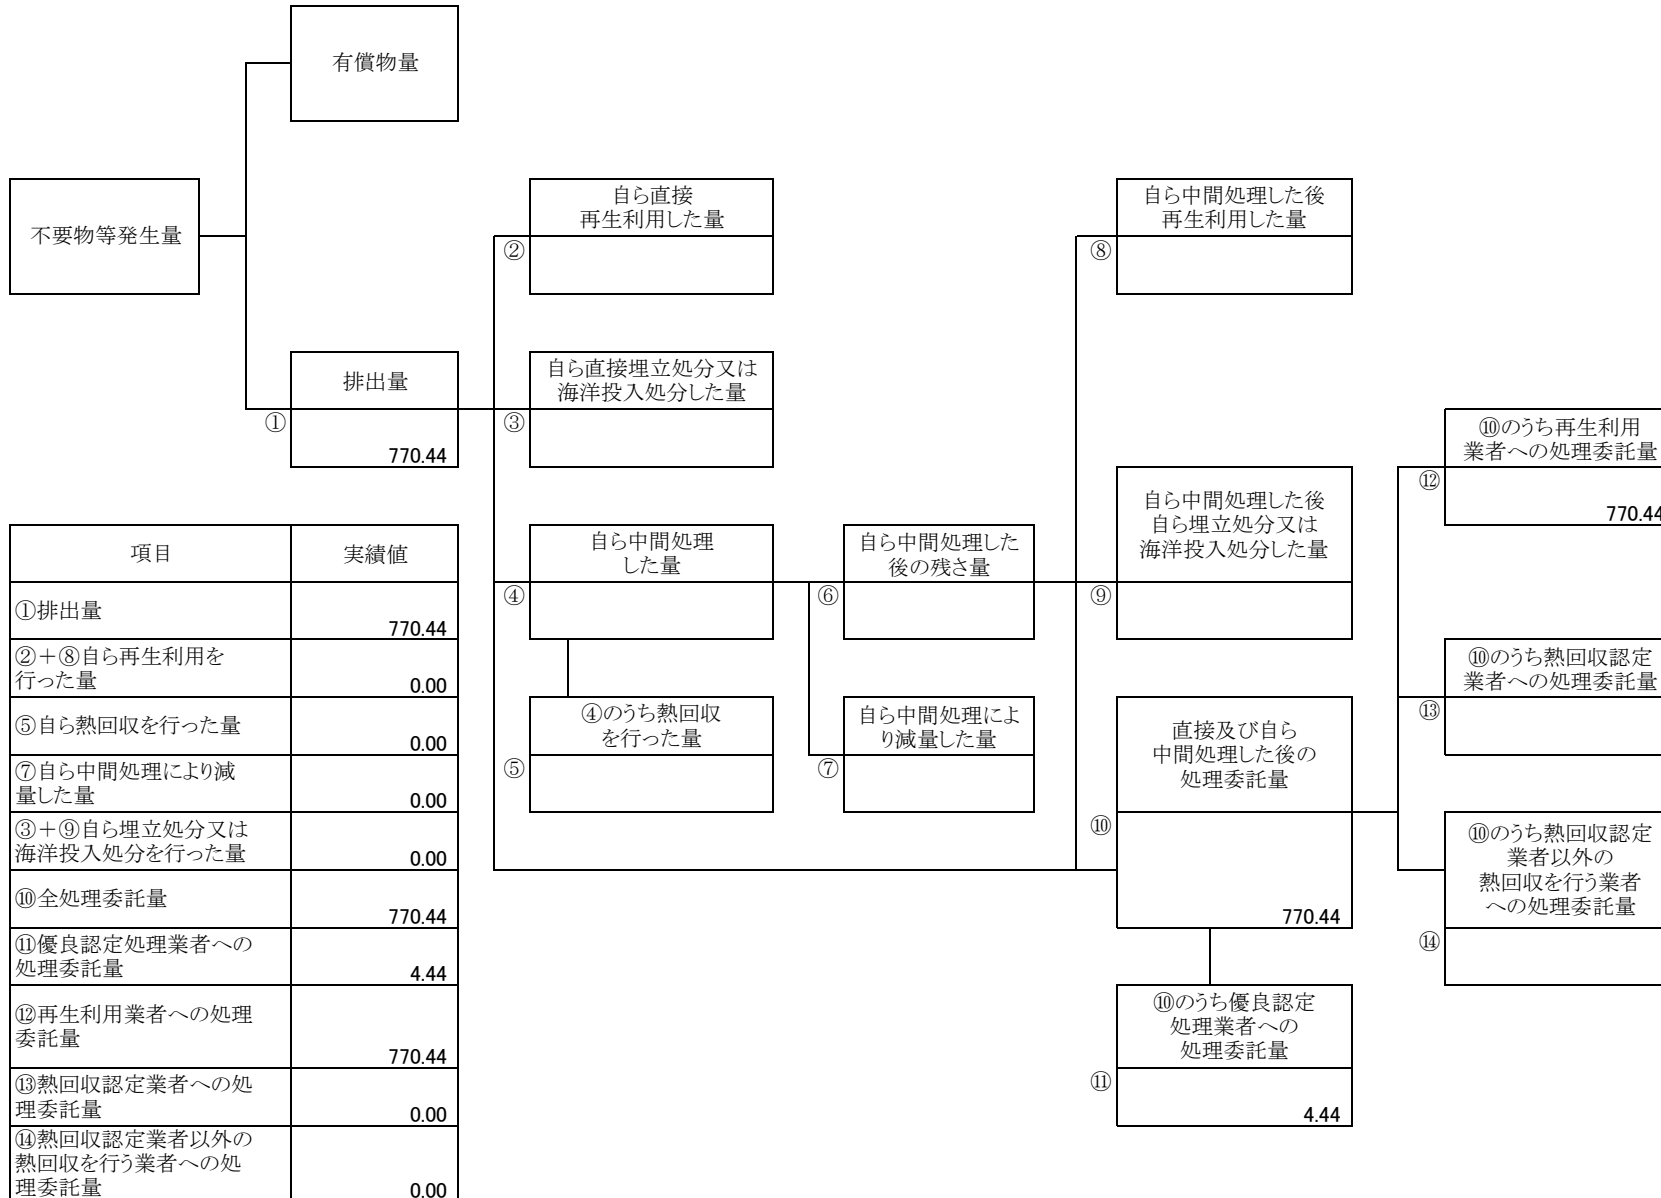 有償物量
不要物等発生量
自ら直接
再生利用した量
②
自ら中間処理した後
再生利用した量
⑧
排出量
①
770.44
自ら直接埋立処分又は
海洋投入処分した量
③
⑩のうち再生利用
業者への処理委託量
⑫
770.44
自ら中間処理
した量
④
自ら中間処理した
後の残さ量
⑥
自ら中間処理した後
自ら埋立処分又は
海洋投入処分した量
⑨
④のうち熱回収
を行った量
⑤
自ら中間処理によ
り減量した量
⑦
直接及び自ら
中間処理した後の
処理委託量
⑩
770.44
⑩のうち熱回収認定
業者への処理委託量
⑬
⑩のうち熱回収認定
業者以外の
熱回収を行う業者
への処理委託量
⑭
⑩のうち優良認定
処理業者への
処理委託量
⑪
4.44
項目
実績値
①排出量
770.44
②＋⑧自ら再生利用を
行った量
0.00
⑤自ら熱回収を行った量
0.00
⑦自ら中間処理により減
量した量
0.00
③＋⑨自ら埋立処分又は
海洋投入処分を行った量
0.00
⑩全処理委託量
770.44
⑪優良認定処理業者への
処理委託量
4.44
⑫再生利用業者への処理
委託量
770.44
⑬熱回収認定業者への処
理委託量
0.00
⑭熱回収認定業者以外の
熱回収を行う業者への処
理委託量
0.00